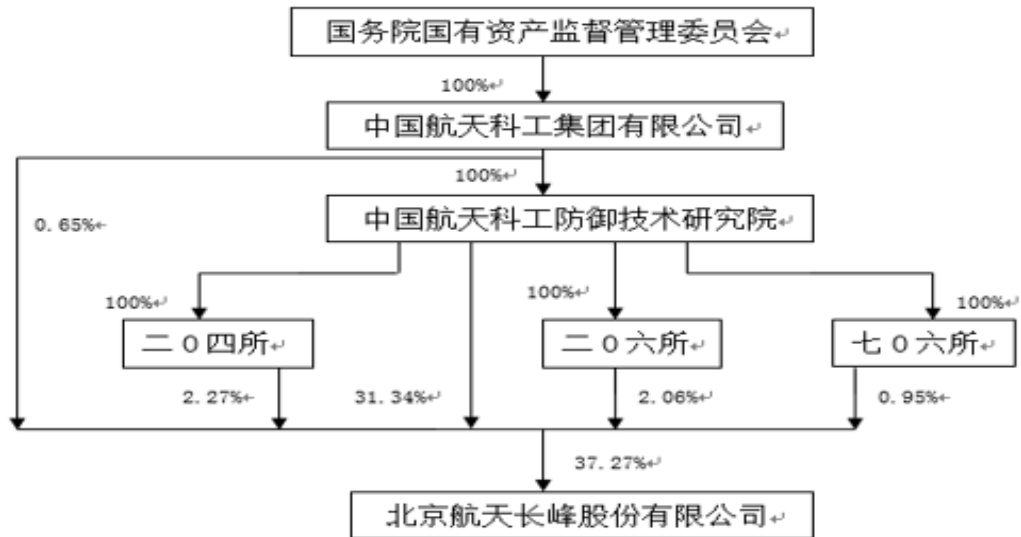 国务院国有资产监督管理委员会
100%
中国航天科工集团有限公司
100%
0.65%
中国航天科工防御技术研究院
100%
100%
100%
二0四所
二0六所
七0六所
2.27%
31.34%
2.06%
0.95%
37.27%
北京航天长峰股份有限公司